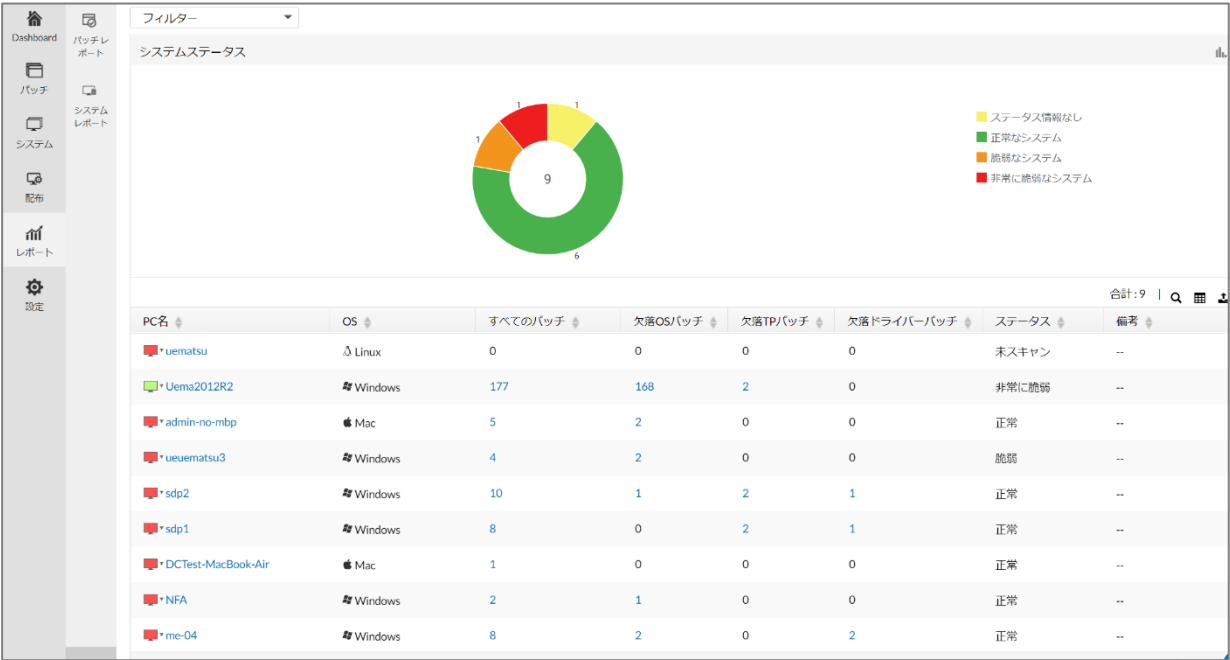 Dashboard
パッチ
システム
配布
レポート
設定
パッチレ
ポート
システム
レポート
フィルター
システムステータス
1
1
1
9
6
ステータス情報なし
正常なシステム
脆弱なシステム
非常に脆弱なシステム
合計:9
PC名 OS すべてのパッチ 欠落OSパッチ 欠落TPパッチ 欠落ドライバーパッチ ステータス 備考
uematsu Linux 0 0 0 0 未スキャン --
Uema2012R2 Windows 177 168 2 0 非常に脆弱 --
admin-no-mbp Mac 5 2 0 0 正常 --
ueuematsu3 Windows 4 2 0 0 脆弱 --
sdp2 Windows 10 1 2 1 正常 --
sdp1 Windows 8 0 2 1 正常 --
DCTest-MacBook-Air Mac 1 0 0 0 正常 --
NFA Windows 2 1 0 0 正常 --
me-04 Windows 8 2 0 2 正常 --